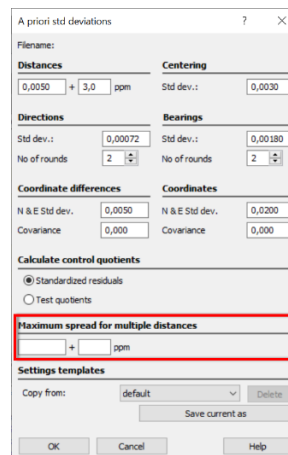 A priori std deviations ? ×
Filename:
Distances Centering
0,0050 + 3,0 ppm Std dev.: 0,0030
Directions Bearings
Std dev.: 0,00072 Std dev.: 0,00180
No of rounds 2 No of rounds 2
Coordinate differences Coordinates
N & E Std dev. 0,0050 N & E Std dev. 0,0200
Covariance 0,000 Covariance 0,000
Calculate control quotients
Standardized residuals
Test quotients
Maximum spread for multiple distances
+ ppm
Settings templates
Copy from: default Delete
Save current as
OK Cancel Help